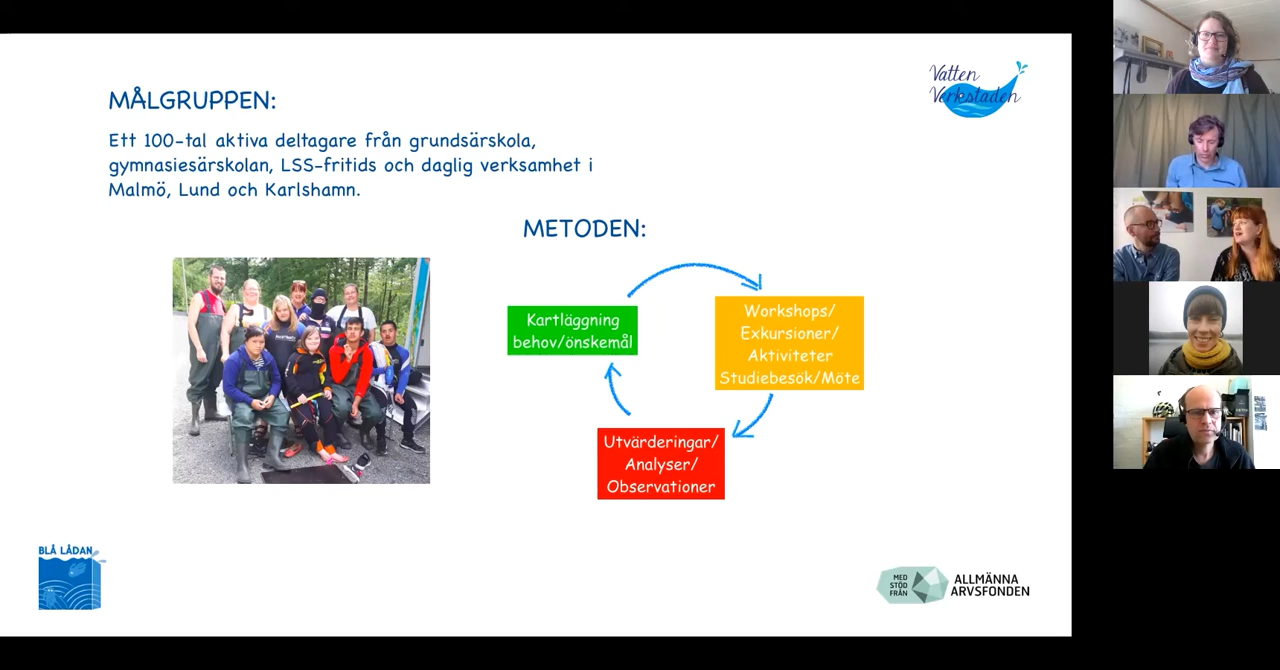 MÅLGRUPPEN:
Ett 100-tal aktiva deltagare från grundsärskola,
gymnasiesärskolan, LSS-fritids och daglig verksamhet i
Malmö, Lund och Karlshamn.
Vatten
Verkstaden
METODEN:
Kartläggning
behov/önskemål
Workshops/
Exkursioner/
Aktiviteter
Studiebesök/Möte
Utvärderingar/
Analyser/
Observationer
BLÅ LÅDAN
MED
STÖD
FRÅN
ALLMÄNNA
ARVSFONDEN